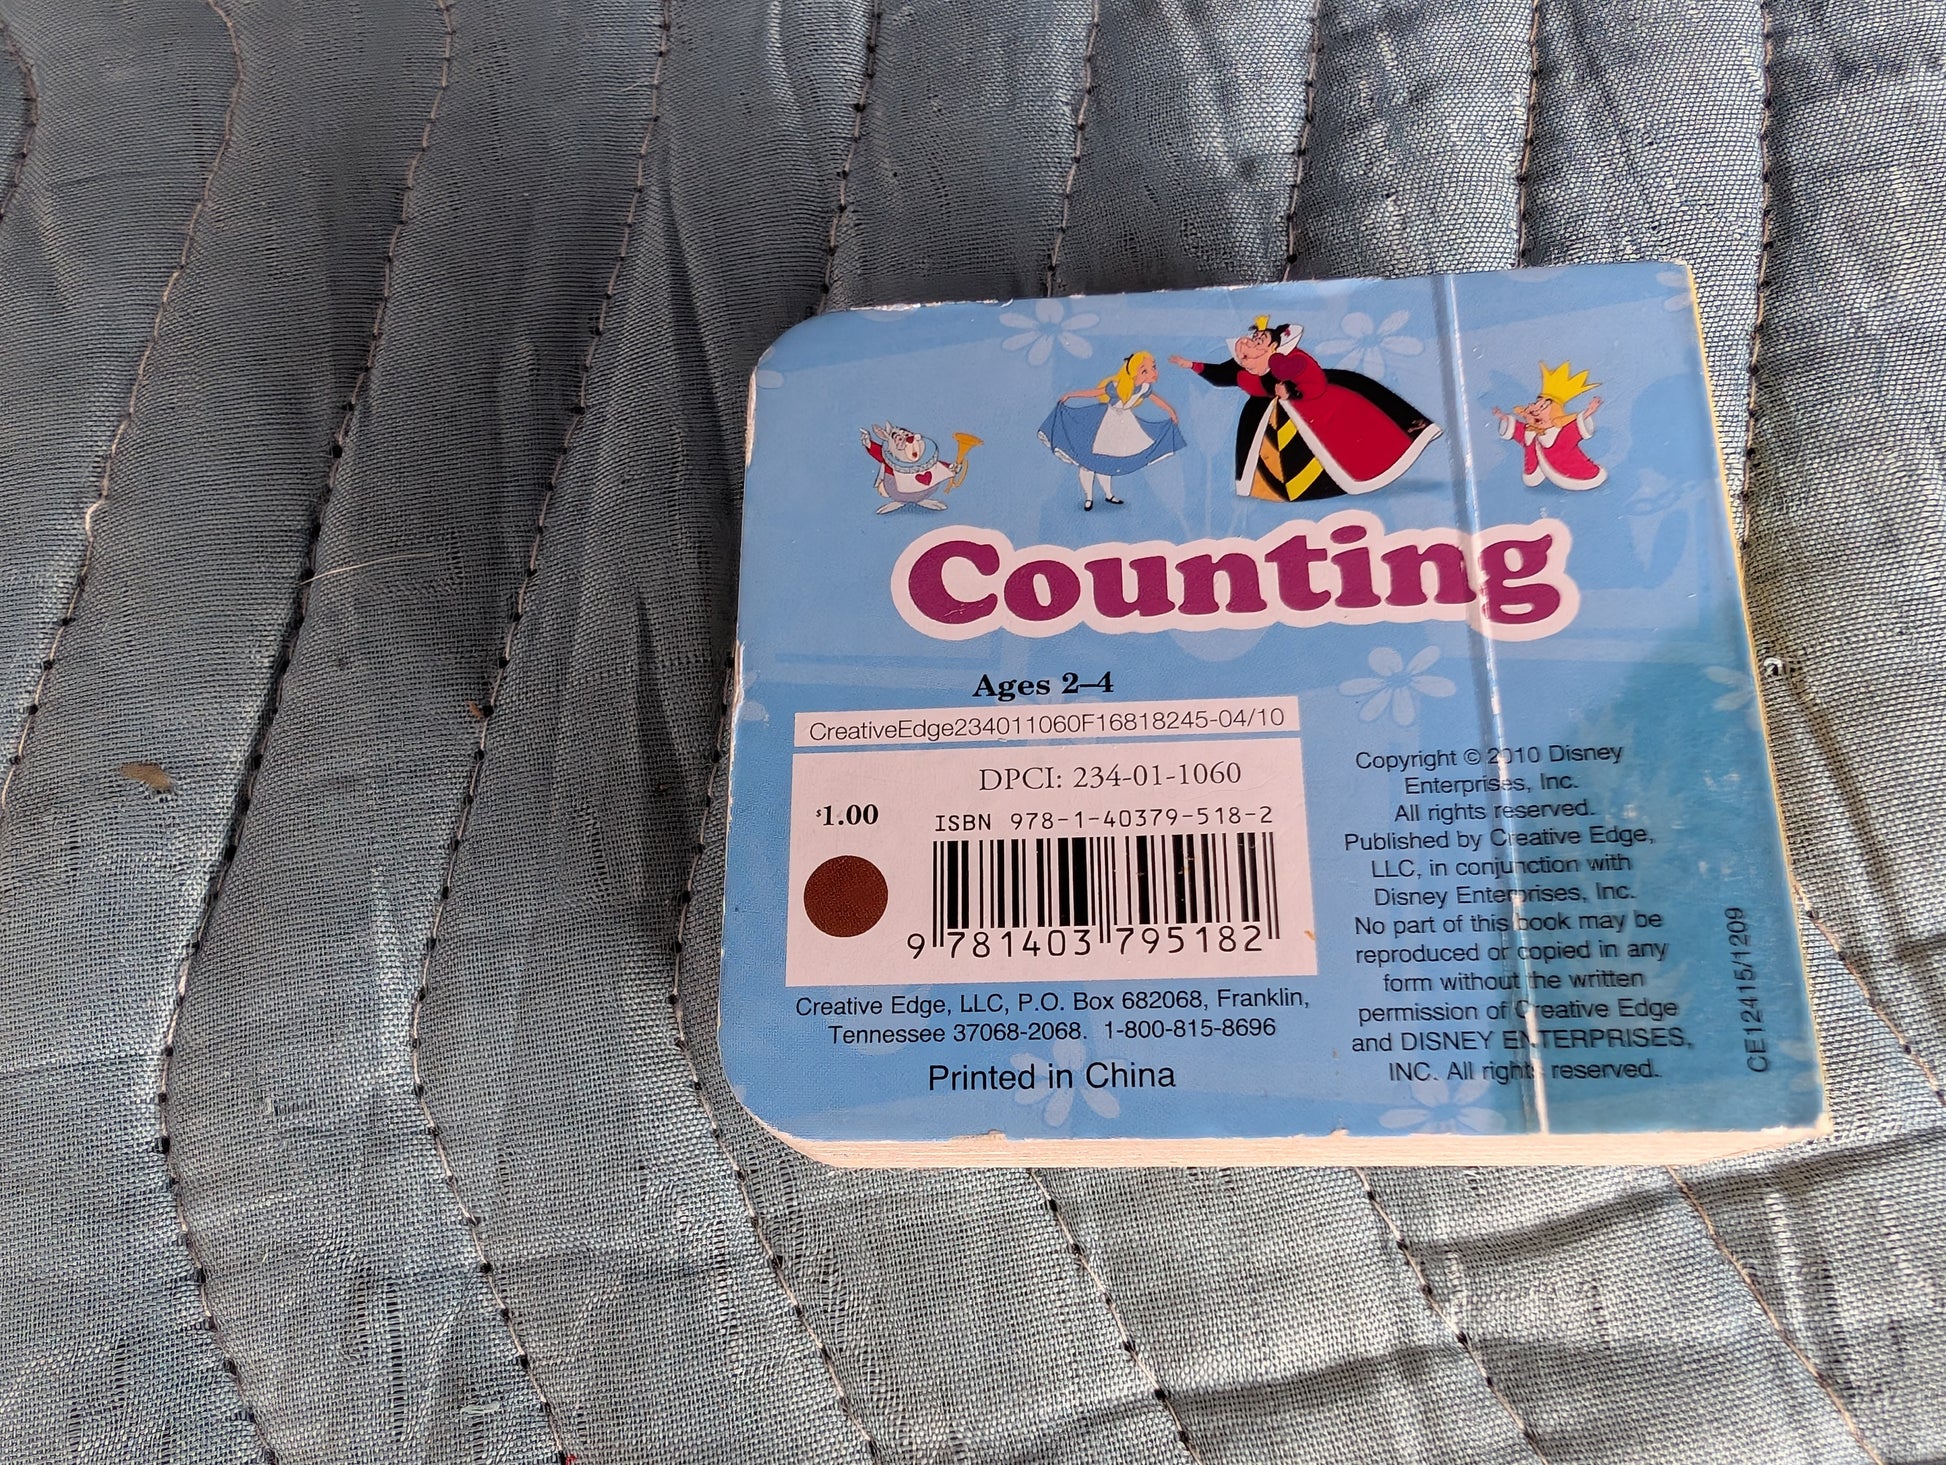 Counting
Ages 2–4
CreativeEdge234011060F16818245-04/10
DPCI: 234-01-1060
$1.00
ISBN 978-1-40379-518-2
9 781403 795182
Creative Edge, LLC, P.O. Box 682068, Franklin,
Tennessee 37068-2068. 1-800-815-8696
Printed in China
Copyright © 2010 Disney
Enterprises, Inc.
All rights reserved.
Published by Creative Edge,
LLC, in conjunction with
Disney Enterprises, Inc.
No part of this book may be
reproduced or copied in any
form without the written
permission of Creative Edge
and DISNEY ENTERPRISES,
INC. All rights reserved.
CE12415/1209